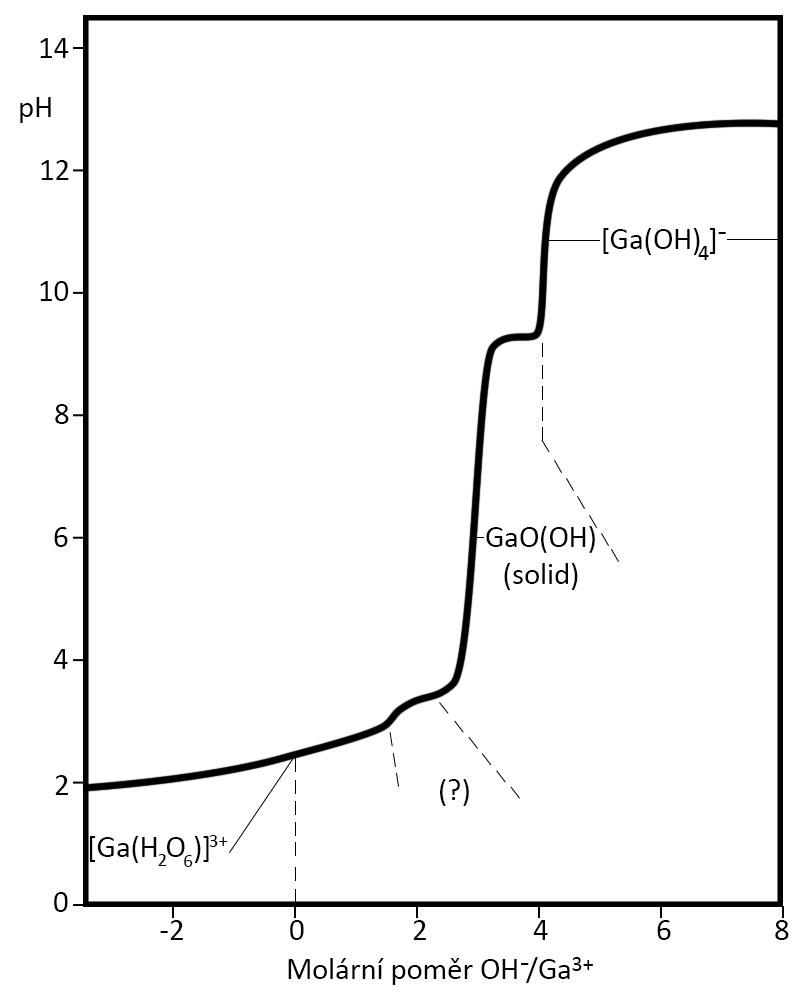 14
pH
12
[Ga(OH)₄]⁻
10
8
6
GaO(OH)
(solid)
4
2
(?)
[Ga(H₂O₆)]³⁺
0
-2 0 2 4 6 8
Molární poměr OH⁻/Ga³⁺